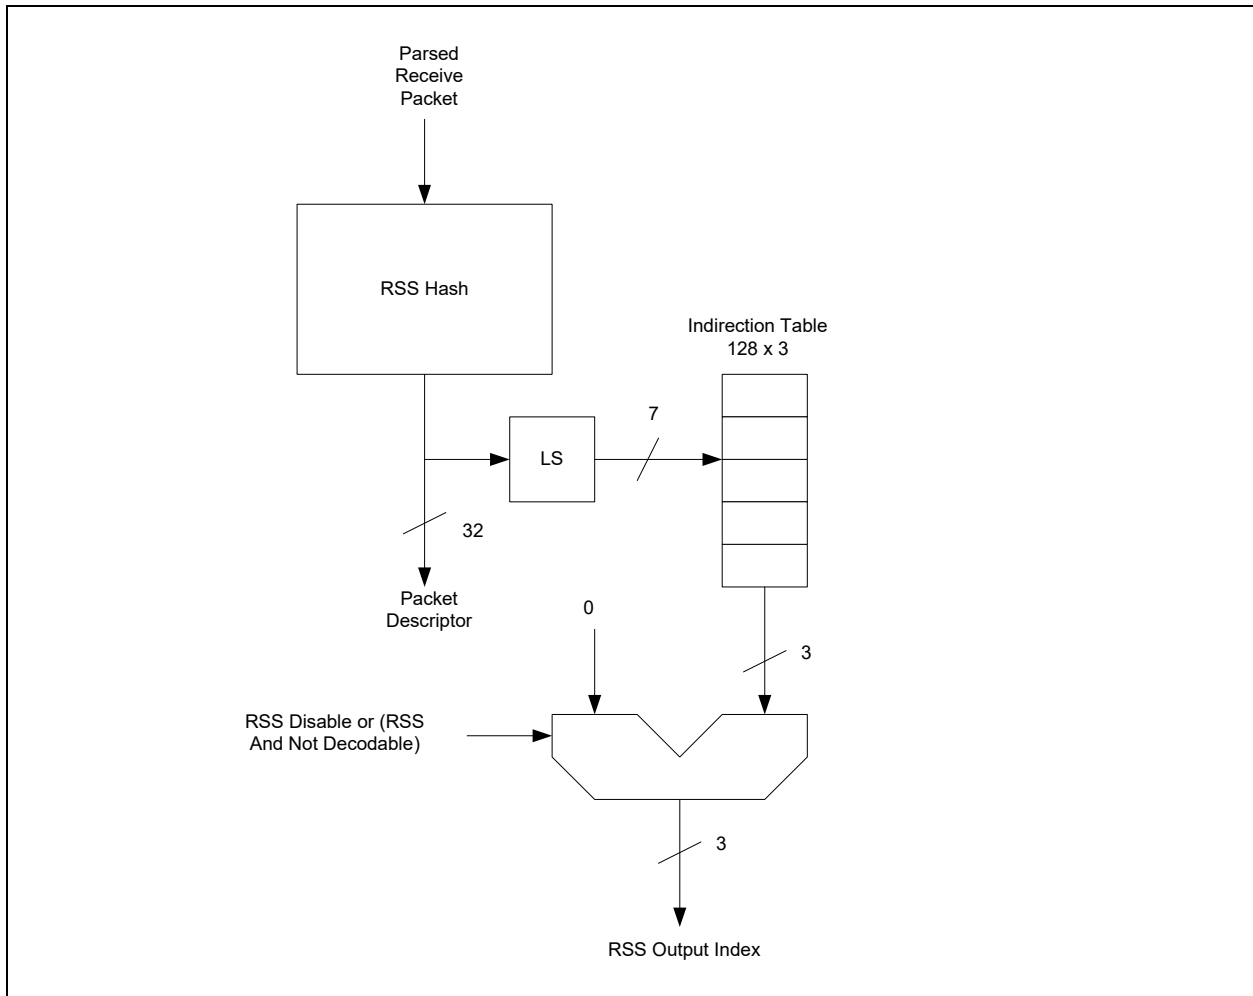 Parsed
Receive
Packet
RSS Hash
Indirection Table
128 x 3
7
LS
32
Packet
Descriptor
0
3
RSS Disable or (RSS
And Not Decodable)
3
RSS Output Index